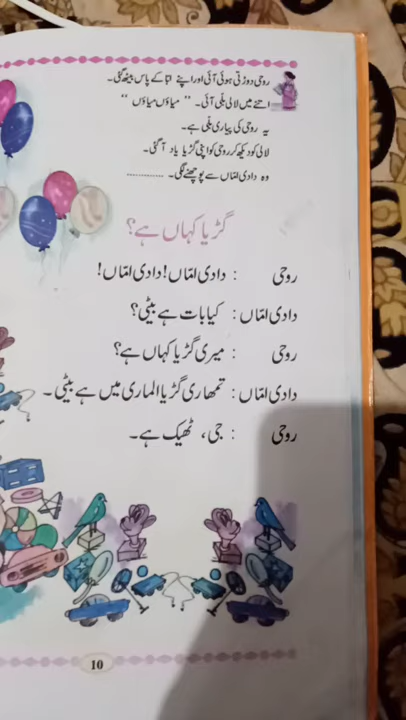 روحی دوڑتی ہوئی آئی اور اپنے ابّا کے پاس بیٹھ گئی۔
اتنے میں لالی بلّی آئی۔ ”میاؤں میاؤں“
یہ روحی کی پیاری بلّی ہے۔
لالی کو دیکھ کر روحی کو اپنی گڑیا یاد آ گئی۔
وہ دادی امّاں سے پوچھنے لگی۔ ............
گڑیا کہاں ہے؟
روحی : دادی امّاں! دادی امّاں!
دادی امّاں : کیا بات ہے بیٹی؟
روحی : میری گڑیا کہاں ہے؟
دادی امّاں : تمھاری گڑیا الماری میں ہے بیٹی۔
روحی : جی، ٹھیک ہے۔
10